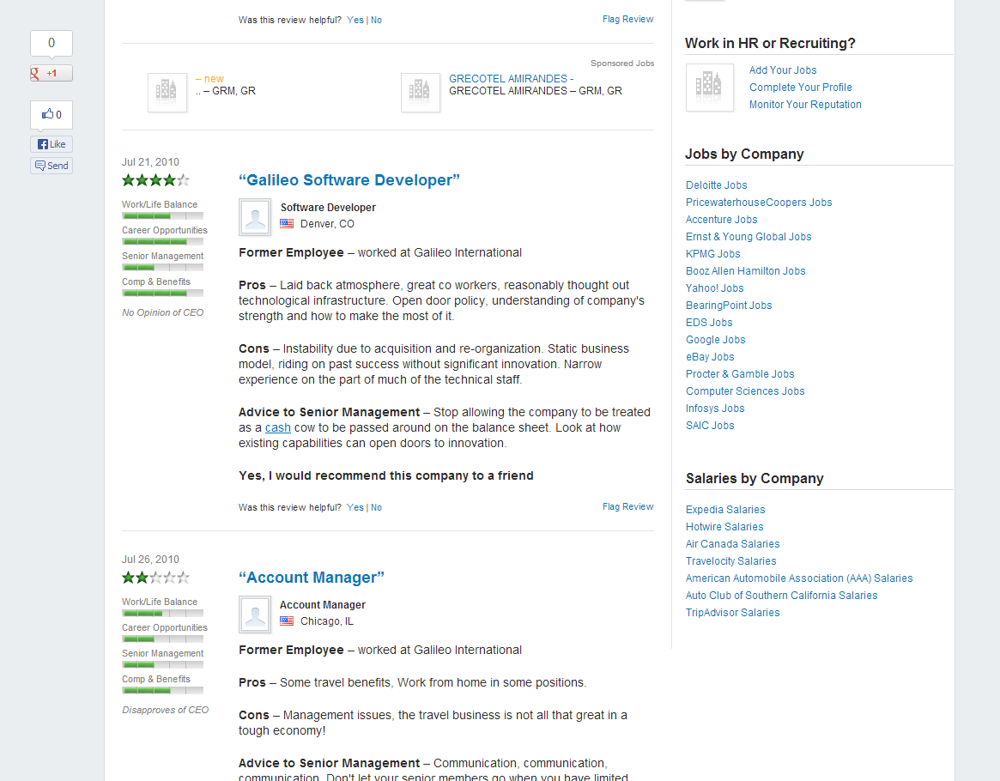 0
+1
0
Like
Send
Was this review helpful? Yes | No
Flag Review
Sponsored Jobs
– new
.. – GRM, GR
GRECOTEL AMIRANDES -
GRECOTEL AMIRANDES – GRM, GR
Jul 21, 2010
Work/Life Balance
Career Opportunities
Senior Management
Comp & Benefits
No Opinion of CEO
“Galileo Software Developer”
Software Developer
Denver, CO
Former Employee – worked at Galileo International
Pros – Laid back atmosphere, great co workers, reasonably thought out
technological infrastructure. Open door policy, understanding of company's
strength and how to make the most of it.
Cons – Instability due to acquisition and re-organization. Static business
model, riding on past success without significant innovation. Narrow
experience on the part of much of the technical staff.
Advice to Senior Management – Stop allowing the company to be treated
as a cash cow to be passed around on the balance sheet. Look at how
existing capabilities can open doors to innovation.
Yes, I would recommend this company to a friend
Was this review helpful? Yes | No
Flag Review
Jul 26, 2010
Work/Life Balance
Career Opportunities
Senior Management
Comp & Benefits
Disapproves of CEO
“Account Manager”
Account Manager
Chicago, IL
Former Employee – worked at Galileo International
Pros – Some travel benefits, Work from home in some positions.
Cons – Management issues, the travel business is not all that great in a
tough economy!
Advice to Senior Management – Communication, communication,
communication. Don't let your senior members go when you have limited
Work in HR or Recruiting?
Add Your Jobs
Complete Your Profile
Monitor Your Reputation
Jobs by Company
Deloitte Jobs
PricewaterhouseCoopers Jobs
Accenture Jobs
Ernst & Young Global Jobs
KPMG Jobs
Booz Allen Hamilton Jobs
Yahoo! Jobs
BearingPoint Jobs
EDS Jobs
Google Jobs
eBay Jobs
Procter & Gamble Jobs
Computer Sciences Jobs
Infosys Jobs
SAIC Jobs
Salaries by Company
Expedia Salaries
Hotwire Salaries
Air Canada Salaries
Travelocity Salaries
American Automobile Association (AAA) Salaries
Auto Club of Southern California Salaries
TripAdvisor Salaries